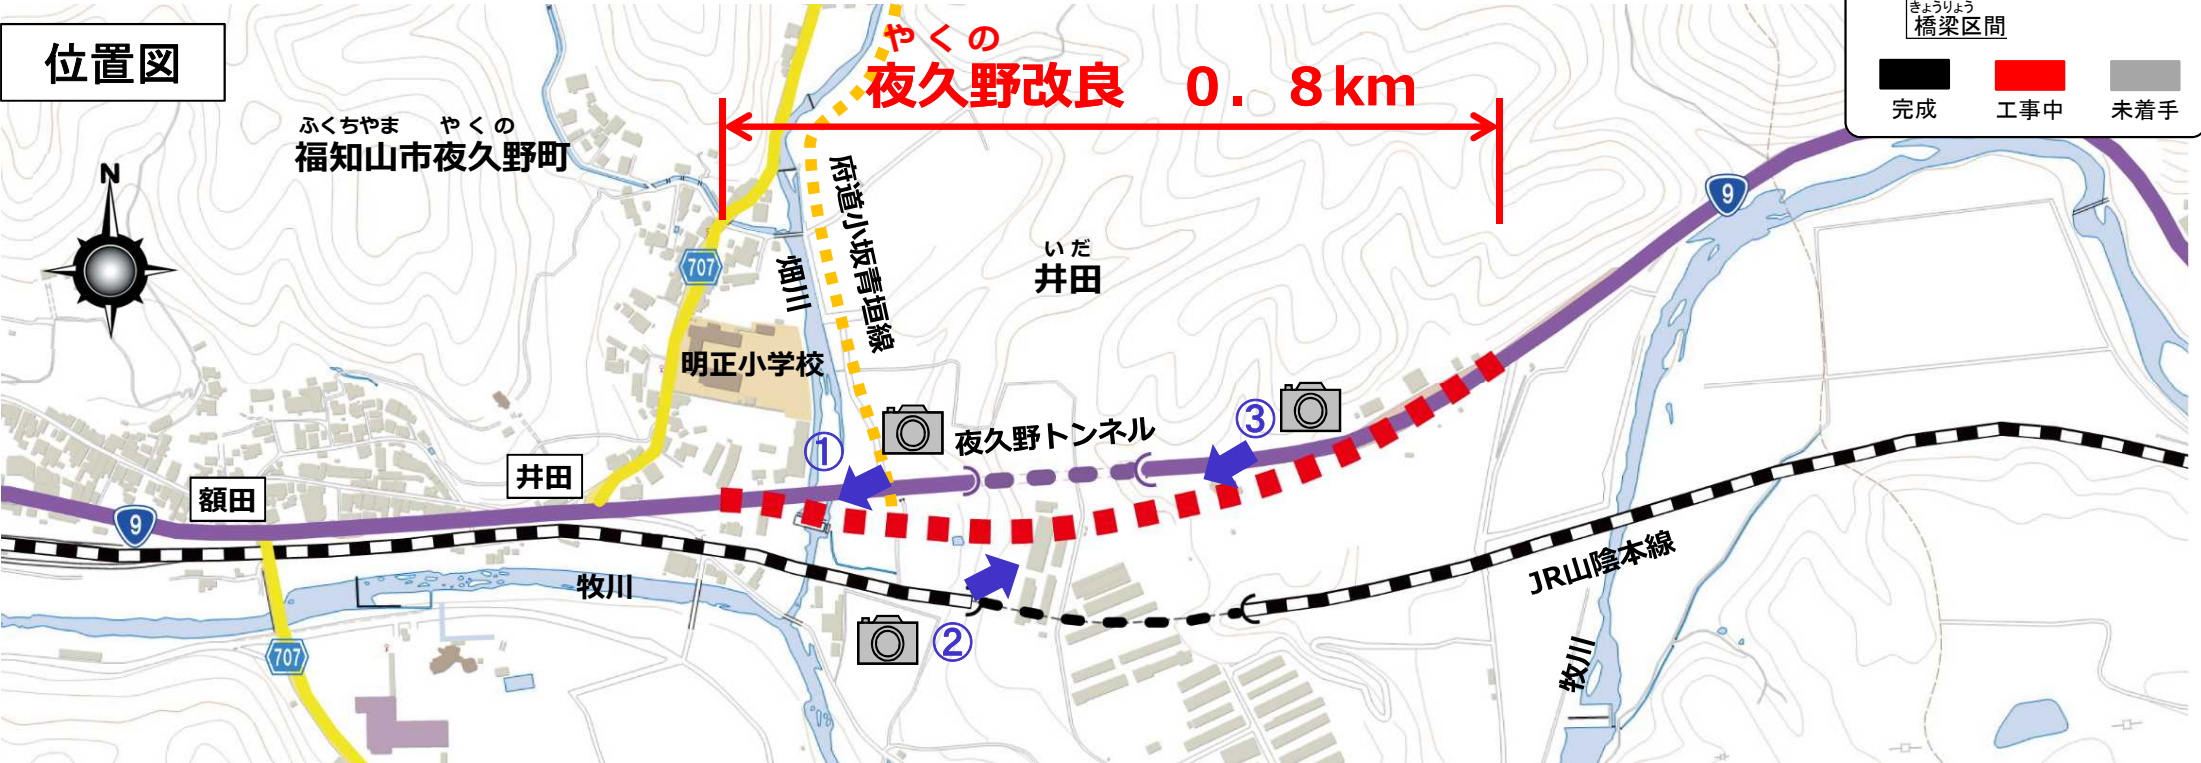 位置図
やくの
夜久野改良　0．8km
きょうりょう
橋梁区間
完成
工事中
未着手
ふくちやま　やくの
福知山市夜久野町
N
府道小坂青垣線
9
707
畑川
いだ
井田
明正小学校
①
夜久野トンネル
③
井田
額田
9
牧川
②
707
JR山陰本線
牧川